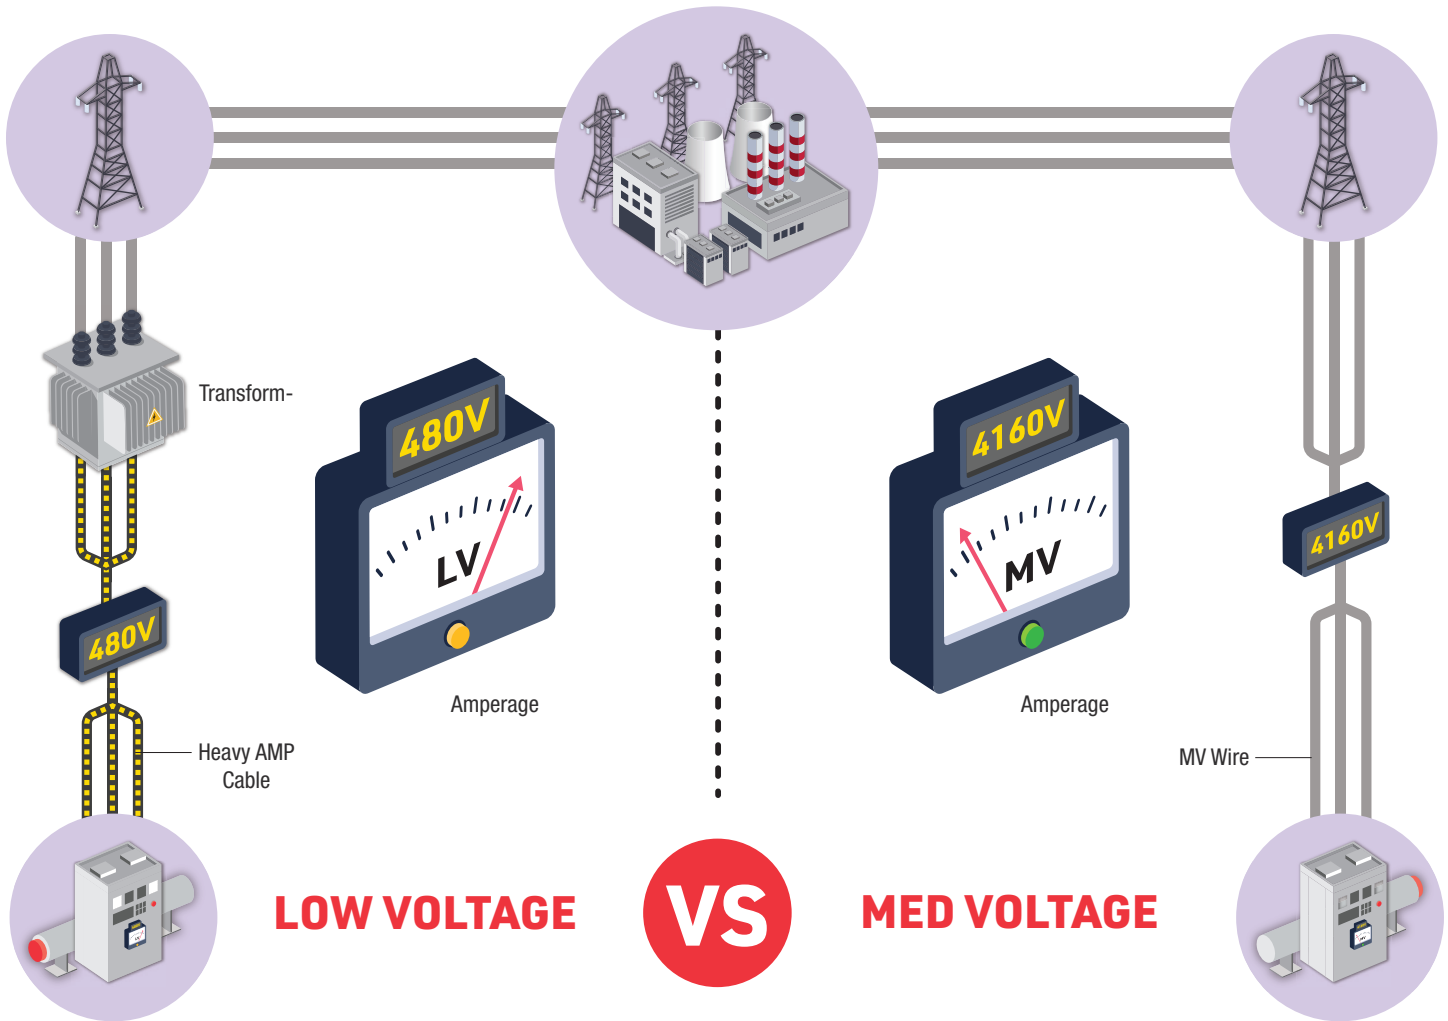 Transform-
480V
LV
Amperage
4160V
MV
Amperage
4160V
480V
Heavy AMP
Cable
MV Wire
LOW VOLTAGE
VS
MED VOLTAGE
MV